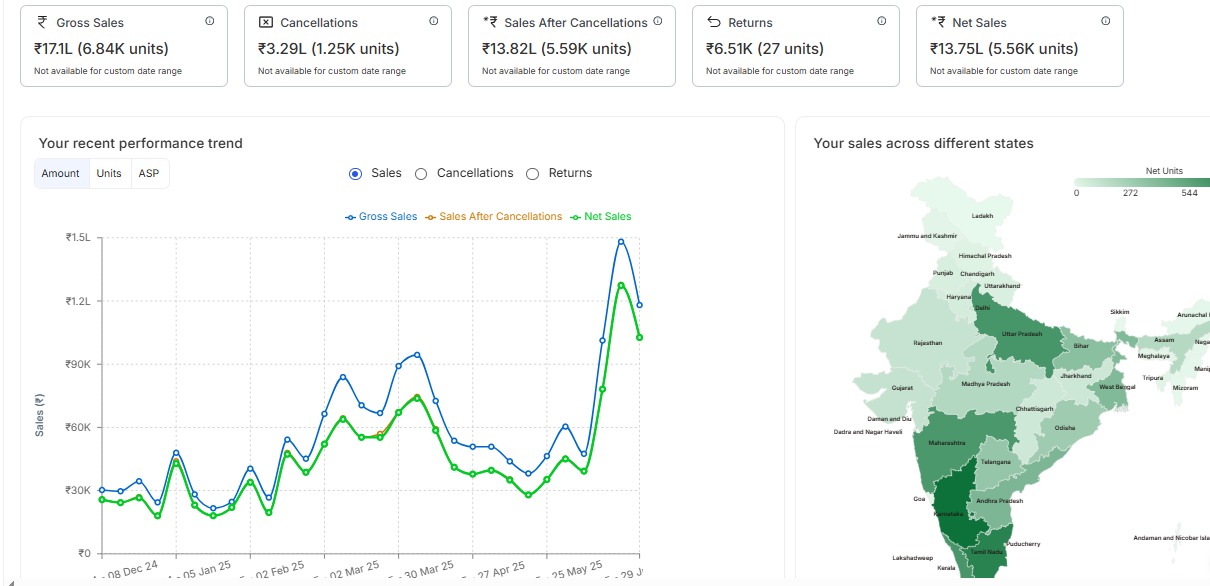 ₹ Gross Sales
₹17.1L (6.84K units)
Not available for custom date range
Cancellations
₹3.29L (1.25K units)
Not available for custom date range
*₹ Sales After Cancellations
₹13.82L (5.59K units)
Not available for custom date range
Returns
₹6.51K (27 units)
Not available for custom date range
*₹ Net Sales
₹13.75L (5.56K units)
Not available for custom date range
Your recent performance trend
Amount Units ASP
Sales Cancellations Returns
Gross Sales Sales After Cancellations Net Sales
₹1.5L
₹1.2L
₹90K
₹60K
₹30K
₹0
Sales (₹)
08 Dec 24
05 Jan 25
02 Feb 25
02 Mar 25
30 Mar 25
27 Apr 25
25 May 25
29 J
Your sales across different states
Net Units
0 272 544
Ladakh
Jammu and Kashmir
Himachal Pradesh
Punjab
Chandigarh
Uttarakhand
Haryana
Delhi
Sikkim
Arunachal
Uttar Pradesh
Rajasthan
Bihar
Assam
Naga
Meghalaya
Manip
Jharkhand
Tripura
Mizoram
Madhya Pradesh
Gujarat
West Bengal
Chhattisgarh
Daman and Diu
Odisha
Dadra and Nagar Haveli
Maharashtra
Telangana
Goa
Andhra Pradesh
Karnataka
Andaman and Nicobar Isla
Puducherry
Tamil Nadu
Lakshadweep
Kerala